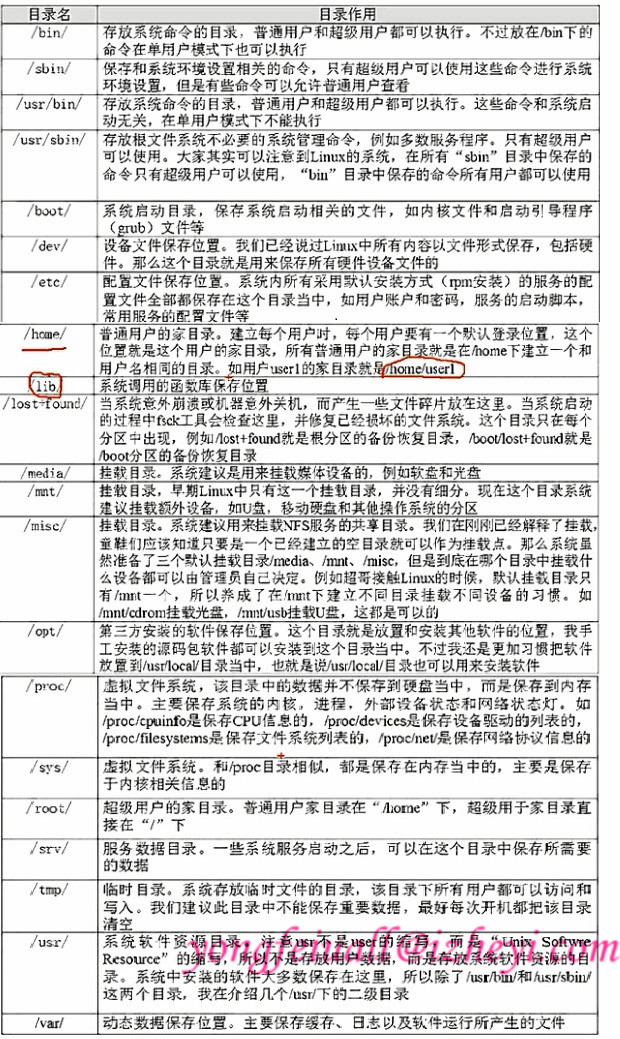 目录名 目录作用
/bin/ 存放系统命令的目录，普通用户和超级用户都可以执行。不过放在/bin下的
命令在单用户模式下也可以执行
/sbin/ 保存和系统环境设置相关的命令，只有超级用户可以使用这些命令进行系统
环境设置，但是有些命令可以允许普通用户查看
/usr/bin/ 存放系统命令的目录，普通用户和超级用户都可以执行。这些命令和系统启
动无关，在单用户模式下不能执行
/usr/sbin/ 存放根文件系统不必要的系统管理命令，例如多数服务程序。只有超级用户
可以使用。大家其实可以注意到Linux的系统，在所有“sbin”目录中保存的
命令只有超级用户可以使用，“bin”目录中保存的命令所有用户都可以使用
/boot/ 系统启动目录，保存系统启动相关的文件，如内核文件和启动引导程序
（grub）文件等
/dev/ 设备文件保存位置。我们已经说过Linux中所有内容以文件形式保存，包括硬
件。那么这个目录就是用来保存所有硬件设备文件的
/etc/ 配置文件保存位置。系统内所有采用默认安装方式（rpm安装）的服务的配
置文件全部都保存在这个目录当中，如用户账户和密码，服务的启动脚本，
常用服务的配置文件等
/home/ 普通用户的家目录。建立每个用户时，每个用户要有一个默认登录位置，这个
位置就是这个用户的家目录，所有普通用户的家目录就是在/home下建立一个和
用户名相同的目录。如用户user1的家目录就是/home/user1
/lib/ 系统调用的函数库保存位置
/lost+found/ 当系统意外崩溃或机器意外关机，而产生一些文件碎片放在这里。当系统启动
的过程中fsck工具会检查这里，并修复已经损坏的文件系统。这个目录只在每个
分区中出现，例如/lost+found就是根分区的备份恢复目录，/boot/lost+found就是
/boot分区的备份恢复目录
/media/ 挂载目录。系统建议是用来挂载媒体设备的，例如软盘和光盘
/mnt/ 挂载目录，早期Linux中只有这一个挂载目录，并没有细分。现在这个目录系统
建议挂载额外设备，如U盘，移动硬盘和其他操作系统的分区
/misc/ 挂载目录。系统建议用来挂载NFS服务的共享目录。我们在刚刚已经解释了挂载，
童鞋们应该知道只要是一个已经建立的空目录就可以作为挂载点。那么系统虽
然准备了三个默认挂载目录/media、/mnt、/misc，但是到底在哪个目录中挂载什
么设备都可以由管理员自己决定。例如超哥接触Linux的时候，默认挂载目录只
有/mnt一个，所以养成了在/mnt下建立不同目录挂载不同设备的习惯。如
/mnt/cdrom挂载光盘，/mnt/usb挂载U盘，这都是可以的
/opt/ 第三方安装的软件保存位置。这个目录就是放置和安装其他软件的位置，我手
工安装的源码包软件都可以安装到这个目录当中。不过我还是更加习惯把软件
放置到/usr/local/目录当中，也就是说/usr/local/目录也可以用来安装软件
/proc/ 虚拟文件系统，该目录中的数据并不保存到硬盘当中，而是保存到内存
当中。主要保存系统的内核，进程，外部设备状态和网络状态灯。如
/proc/cpuinfo是保存CPU信息的，/proc/devices是保存设备驱动的列表的，
/proc/filesystems是保存文件系统列表的，/proc/net/是保存网络协议信息的
/sys/ 虚拟文件系统。和/proc目录相似，都是保存在内存当中的，主要是保存
于内核相关信息的
/root/ 超级用户的家目录。普通用户家目录在“/home”下，超级用于家目录直
接在“/”下
/srv/ 服务数据目录。一些系统服务启动之后，可以在这个目录中保存所需要
的数据
/tmp/ 临时目录。系统存放临时文件的目录，该目录下所有用户都可以访问和
写入。我们建议此目录中不能保存重要数据，最好每次开机都把该目录
清空
/usr/ 系统软件资源目录。注意usr不是user的缩写，而是“Unix Softwre
Resource”的缩写，所以不是存放用户数据，而是存放系统软件资源的目
录。系统中安装的软件大多数保存在这里，所以除了/usr/bin/和/usr/sbin/
这两个目录，我在介绍几个/usr/下的二级目录
/var/ 动态数据保存位置。主要保存缓存、日志以及软件运行所产生的文件